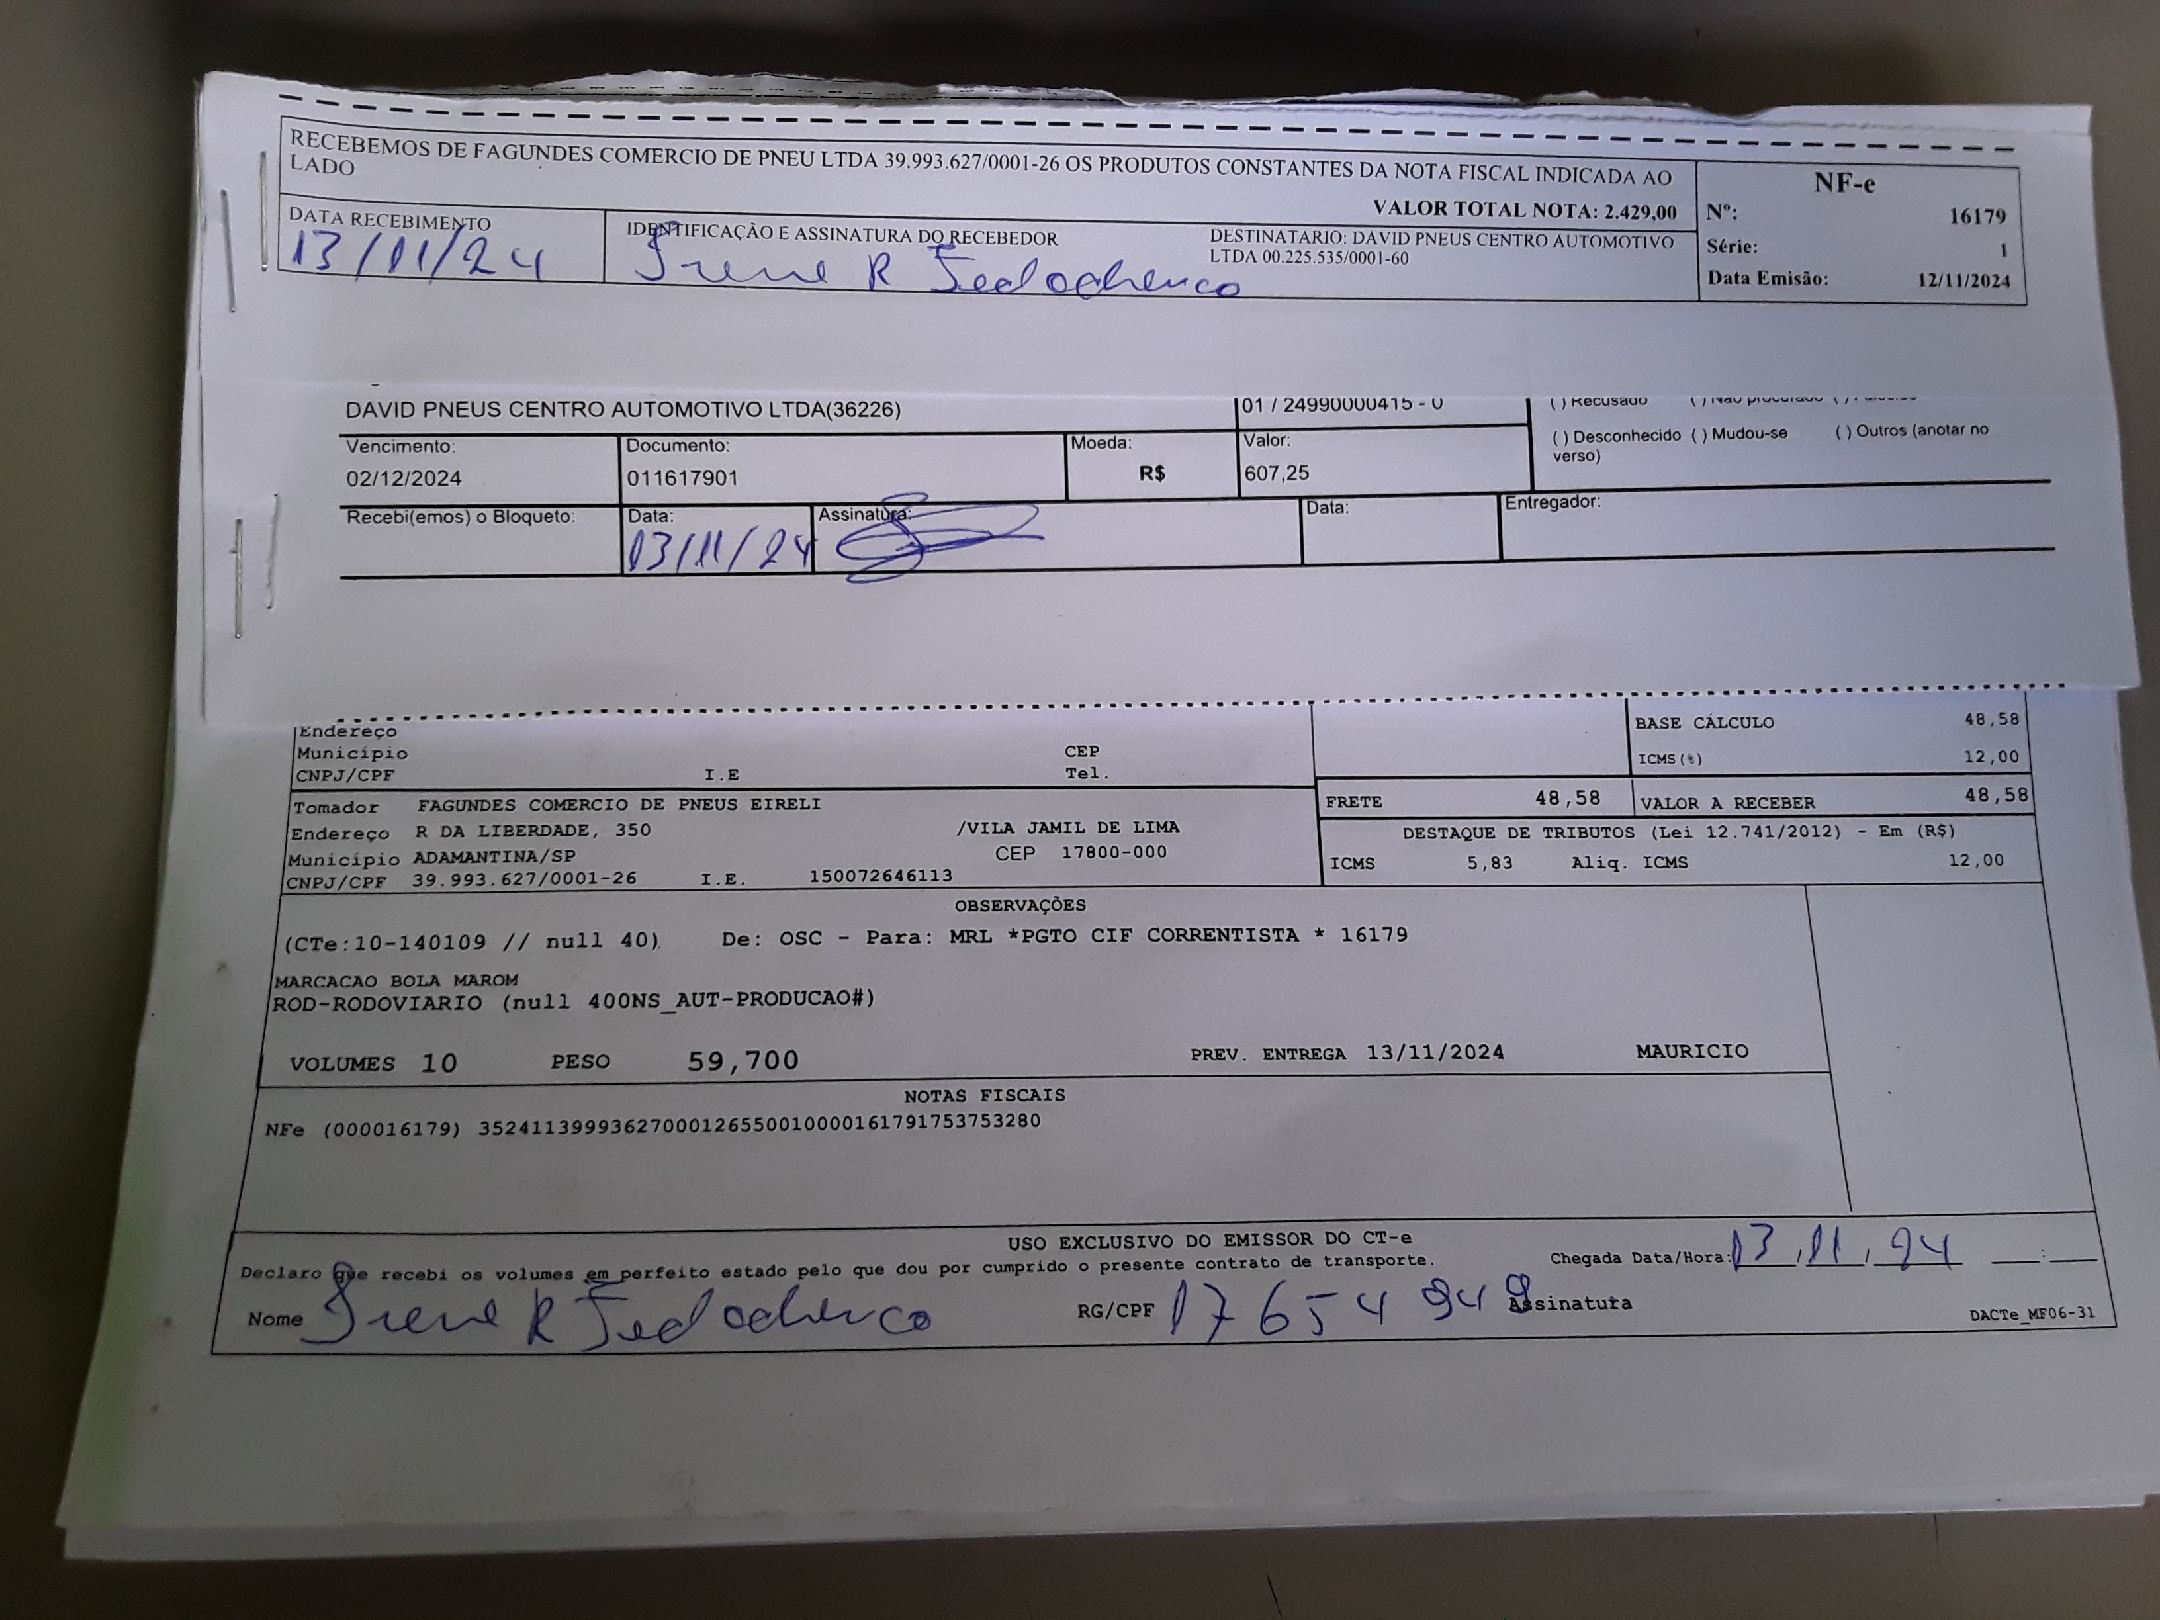 RECEBEMOS DE FAGUNDES COMERCIO DE PNEU LTDA 39.993.627/0001-26 OS PRODUTOS CONSTANTES DA NOTA FISCAL INDICADA AO
LADO
VALOR TOTAL NOTA: 2.429,00
NF-e
Nº: 16179
Série: 1
Data Emissão: 12/11/2024
DATA RECEBIMENTO
13/11/24
IDENTIFICAÇÃO E ASSINATURA DO RECEBEDOR
Irene R
DESTINATARIO: DAVID PNEUS CENTRO AUTOMOTIVO
LTDA 00.225.535/0001-60
DAVID PNEUS CENTRO AUTOMOTIVO LTDA(36226)
01 / 24990000415 - 0
( ) Recusado ( ) Não procurado ( )
( ) Desconhecido ( ) Mudou-se ( ) Outros (anotar no
verso)
Vencimento: Documento: Moeda: Valor:
02/12/2024 011617901 R$ 607,25
Recebi(emos) o Bloqueto: Data: Assinatura: Data: Entregador:
13/11/24
Endereço
Município CEP
CNPJ/CPF I.E Tel.
BASE CÁLCULO 48,58
ICMS(%) 12,00
Tomador FAGUNDES COMERCIO DE PNEUS EIRELI
Endereço R DA LIBERDADE, 350 /VILA JAMIL DE LIMA
Município ADAMANTINA/SP CEP 17800-000
CNPJ/CPF 39.993.627/0001-26 I.E. 150072646113
FRETE 48,58 VALOR A RECEBER 48,58
DESTAQUE DE TRIBUTOS (Lei 12.741/2012) - Em (R$)
ICMS 5,83 Aliq. ICMS 12,00
OBSERVAÇÕES
(CTe:10-140109 // null 40) De: OSC - Para: MRL *PGTO CIF CORRENTISTA * 16179
MARCACAO BOLA MAROM
ROD-RODOVIARIO (null 400NS_AUT-PRODUCAO#)
VOLUMES 10 PESO 59,700 PREV. ENTREGA 13/11/2024 MAURICIO
NOTAS FISCAIS
NFe (000016179) 35241139993627000126550010000161791753753280
USO EXCLUSIVO DO EMISSOR DO CT-e
Declaro que recebi os volumes em perfeito estado pelo que dou por cumprido o presente contrato de transporte.
Chegada Data/Hora: 13, 11, 24 __:__
Nome Irene R
RG/CPF 17654949 Assinatura
DACTe_MF06-31